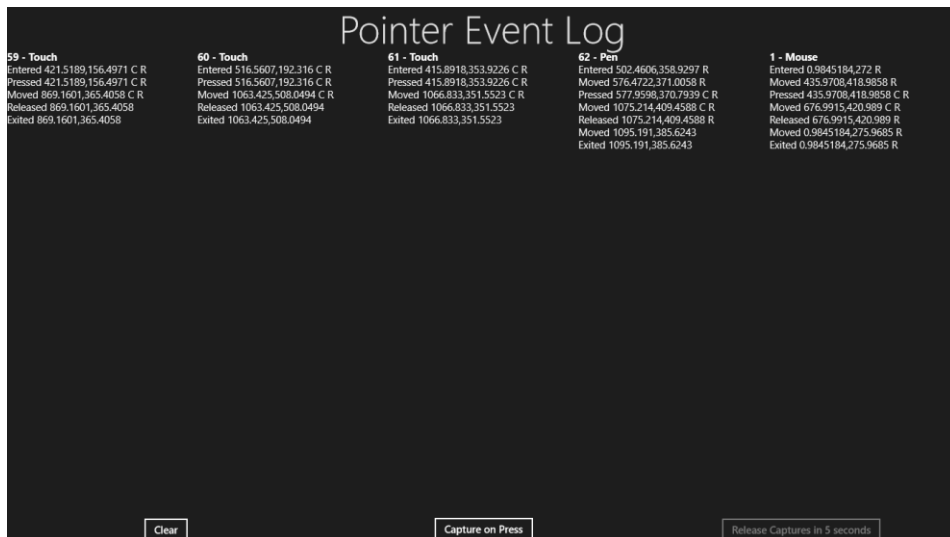 Pointer Event Log
59 - Touch
Entered 421.5189,156.4971 C R
Pressed 421.5189,156.4971 C R
Moved 869.1601,365.4058 C R
Released 869.1601,365.4058
Exited 869.1601,365.4058
60 - Touch
Entered 516.5607,192.316 C R
Pressed 516.5607,192.316 C R
Moved 1063.425,508.0494 C R
Released 1063.425,508.0494
Exited 1063.425,508.0494
61 - Touch
Entered 415.8918,353.9226 C R
Pressed 415.8918,353.9226 C R
Moved 1066.833,351.5523 C R
Released 1066.833,351.5523
Exited 1066.833,351.5523
62 - Pen
Entered 502.4606,358.9297 R
Moved 576.4722,371.0058 R
Pressed 577.9598,370.7939 C R
Moved 1075.214,409.4588 C R
Released 1075.214,409.4588 R
Moved 1095.191,385.6243
Exited 1095.191,385.6243
1 - Mouse
Entered 0.9845184,272 R
Moved 435.9708,418.9858 R
Pressed 435.9708,418.9858 C R
Moved 676.9915,420.989 C R
Released 676.9915,420.989 R
Moved 0.9845184,275.9685 R
Exited 0.9845184,275.9685 R
Clear
Capture on Press
Release Captures in 5 seconds